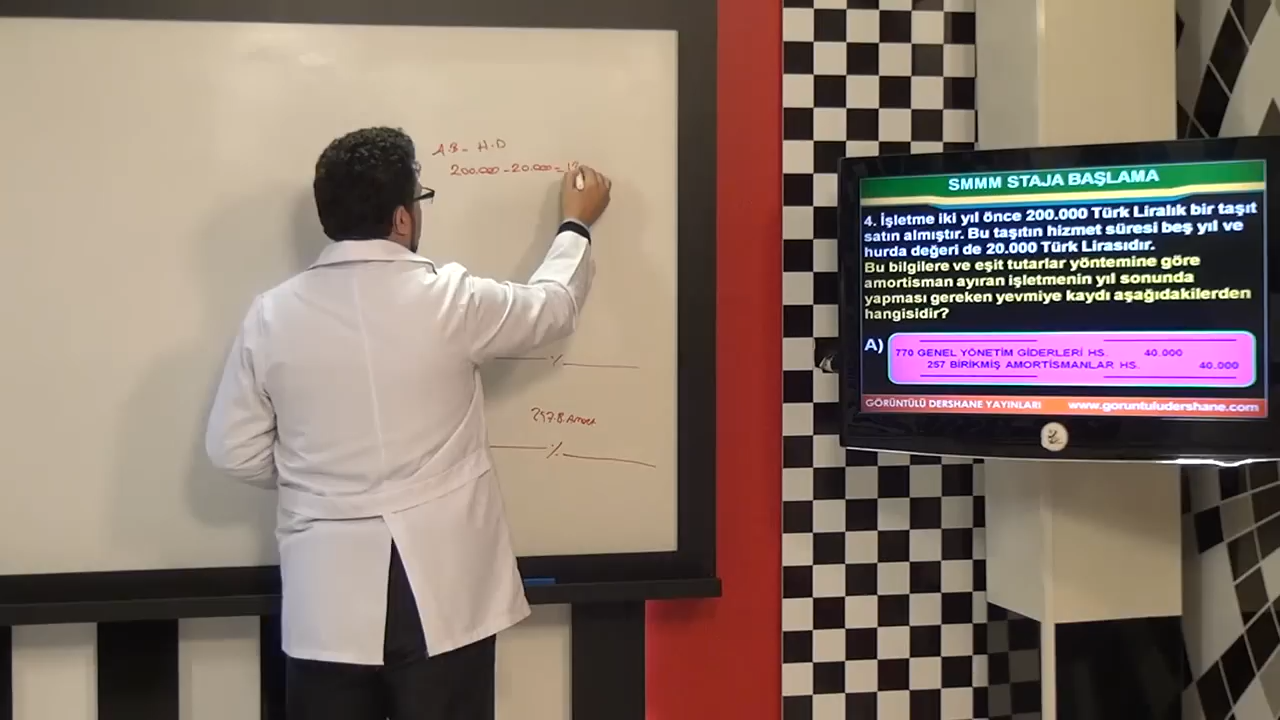 A.B - H.D
200.000 - 20.000 =
257.B.Amort
SMMM STAJA BAŞLAMA
4. İşletme iki yıl önce 200.000 Türk Liralık bir taşıt
satın almıştır. Bu taşıtın hizmet süresi beş yıl ve
hurda değeri de 20.000 Türk Lirasıdır.
Bu bilgilere ve eşit tutarlar yöntemine göre
amortisman ayıran işletmenin yıl sonunda
yapması gereken yevmiye kaydı aşağıdakilerden
hangisidir?
A)
770 GENEL YÖNETİM GİDERLERİ HS. 40.000
257 BİRİKMİŞ AMORTİSMANLAR HS. 40.000
GÖRÜNTÜLÜ DERSHANE YAYINLARI www.goruntuludershane.com